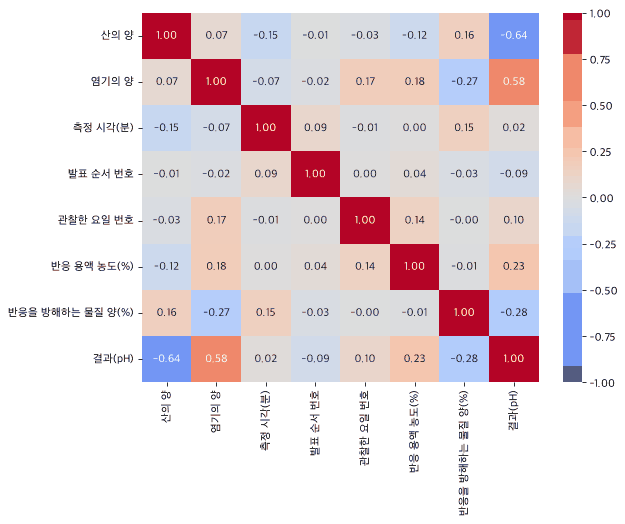 산의 양 1.00 0.07 -0.15 -0.01 -0.03 -0.12 0.16 -0.64
염기의 양 0.07 1.00 -0.07 -0.02 0.17 0.18 -0.27 0.58
측정 시각(분) -0.15 -0.07 1.00 0.09 -0.01 0.00 0.15 0.02
발표 순서 번호 -0.01 -0.02 0.09 1.00 0.00 0.04 -0.03 -0.09
관찰한 요일 번호 -0.03 0.17 -0.01 0.00 1.00 0.14 -0.00 0.10
반응 용액 농도(%) -0.12 0.18 0.00 0.04 0.14 1.00 -0.01 0.23
반응을 방해하는 물질 양(%) 0.16 -0.27 0.15 -0.03 -0.00 -0.01 1.00 -0.28
결과(pH) -0.64 0.58 0.02 -0.09 0.10 0.23 -0.28 1.00
산의 양
염기의 양
측정 시각(분)
발표 순서 번호
관찰한 요일 번호
반응 용액 농도(%)
반응을 방해하는 물질 양(%)
결과(pH)
1.00
0.75
0.50
0.25
0.00
-0.25
-0.50
-0.75
-1.00